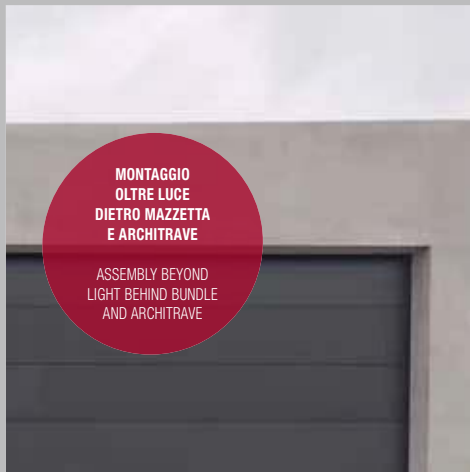 MONTAGGIO
OLTRE LUCE
DIETRO MAZZETTA
E ARCHITRAVE
ASSEMBLY BEYOND
LIGHT BEHIND BUNDLE
AND ARCHITRAVE